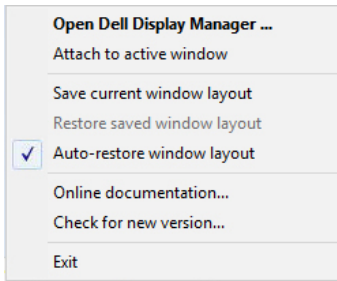 Open Dell Display Manager ...
Attach to active window
Save current window layout
Restore saved window layout
Auto-restore window layout
Online documentation...
Check for new version...
Exit